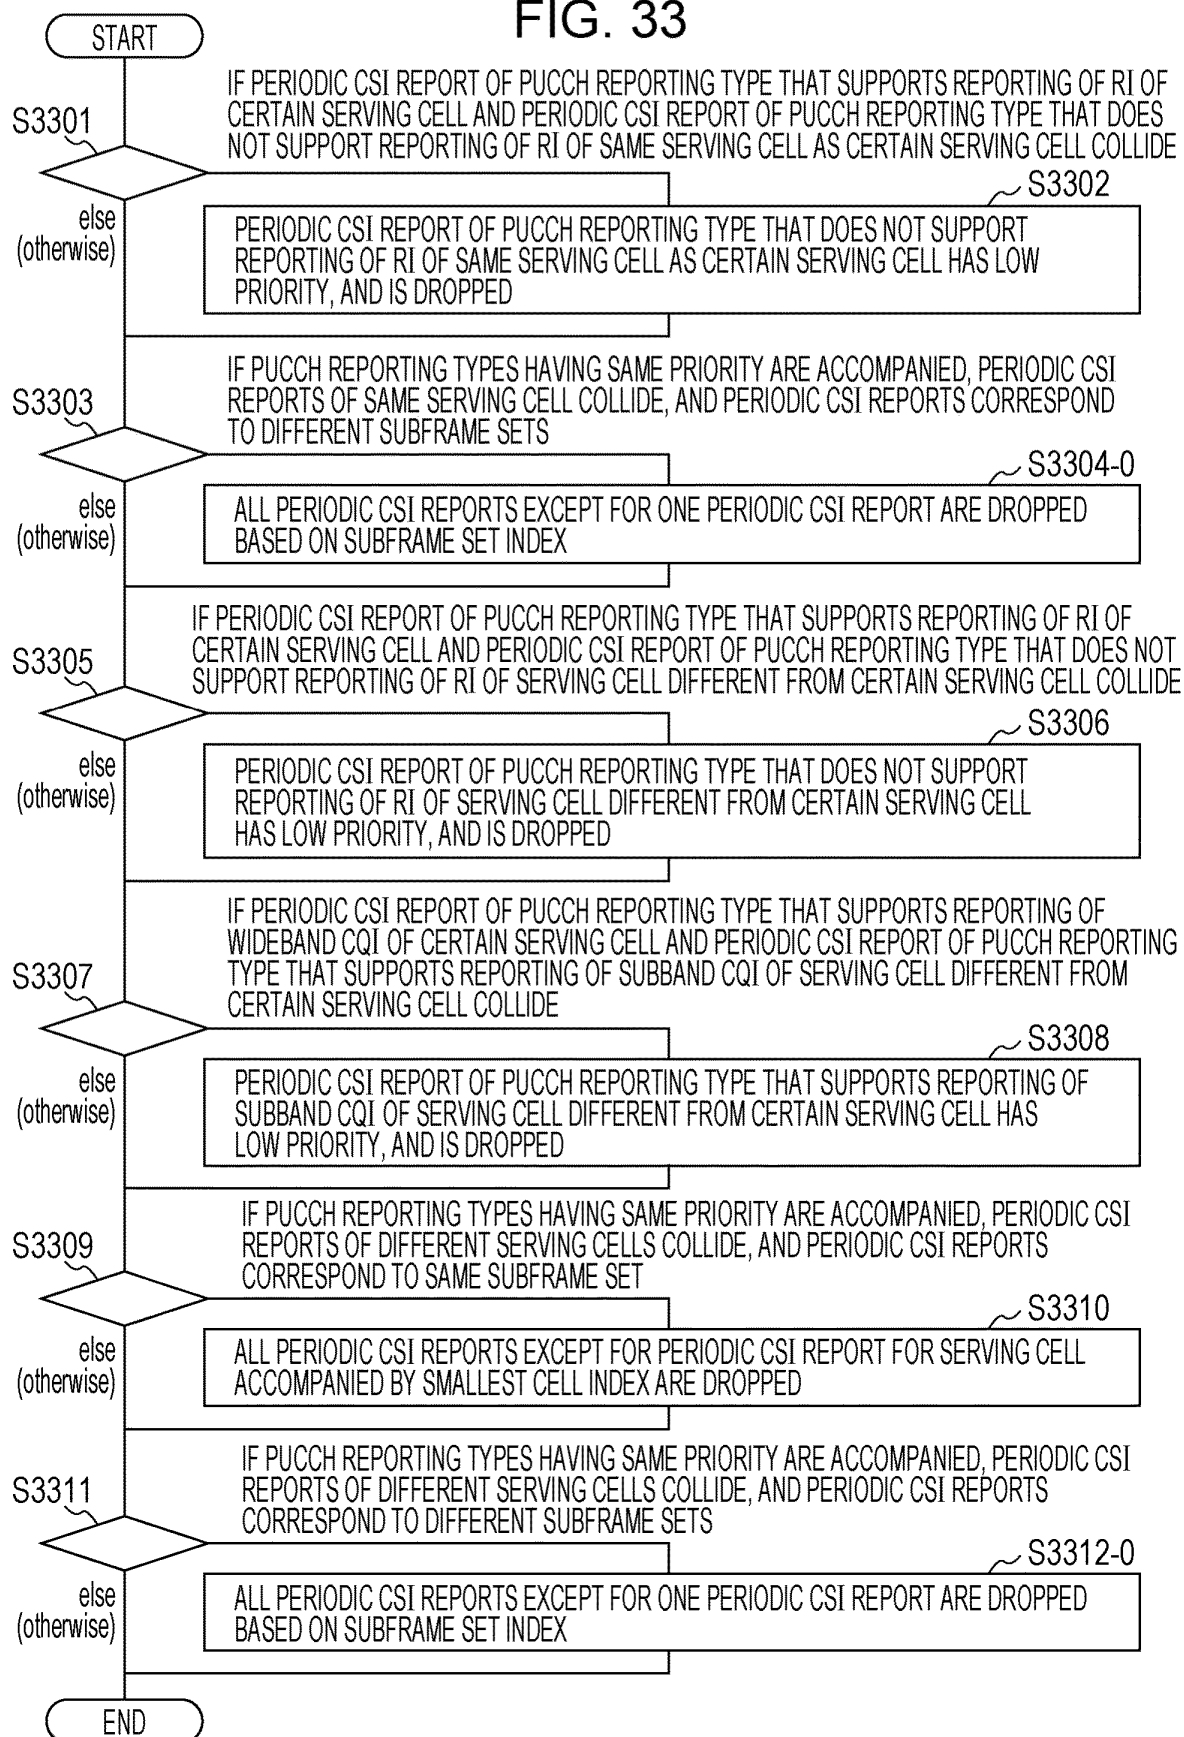 FIG. 33
START
IF PERIODIC CSI REPORT OF PUCCH REPORTING TYPE THAT SUPPORTS REPORTING OF RI OF
CERTAIN SERVING CELL AND PERIODIC CSI REPORT OF PUCCH REPORTING TYPE THAT DOES
NOT SUPPORT REPORTING OF RI OF SAME SERVING CELL AS CERTAIN SERVING CELL COLLIDE
S3301
S3302
else
(otherwise)
PERIODIC CSI REPORT OF PUCCH REPORTING TYPE THAT DOES NOT SUPPORT
REPORTING OF RI OF SAME SERVING CELL AS CERTAIN SERVING CELL HAS LOW
PRIORITY, AND IS DROPPED
IF PUCCH REPORTING TYPES HAVING SAME PRIORITY ARE ACCOMPANIED, PERIODIC CSI
REPORTS OF SAME SERVING CELL COLLIDE, AND PERIODIC CSI REPORTS CORRESPOND
TO DIFFERENT SUBFRAME SETS
S3303
S3304-0
else
(otherwise)
ALL PERIODIC CSI REPORTS EXCEPT FOR ONE PERIODIC CSI REPORT ARE DROPPED
BASED ON SUBFRAME SET INDEX
IF PERIODIC CSI REPORT OF PUCCH REPORTING TYPE THAT SUPPORTS REPORTING OF RI OF
CERTAIN SERVING CELL AND PERIODIC CSI REPORT OF PUCCH REPORTING TYPE THAT DOES NOT
SUPPORT REPORTING OF RI OF SERVING CELL DIFFERENT FROM CERTAIN SERVING CELL COLLIDE
S3305
S3306
else
(otherwise)
PERIODIC CSI REPORT OF PUCCH REPORTING TYPE THAT DOES NOT SUPPORT
REPORTING OF RI OF SERVING CELL DIFFERENT FROM CERTAIN SERVING CELL
HAS LOW PRIORITY, AND IS DROPPED
IF PERIODIC CSI REPORT OF PUCCH REPORTING TYPE THAT SUPPORTS REPORTING OF
WIDEBAND CQI OF CERTAIN SERVING CELL AND PERIODIC CSI REPORT OF PUCCH REPORTING
TYPE THAT SUPPORTS REPORTING OF SUBBAND CQI OF SERVING CELL DIFFERENT FROM
CERTAIN SERVING CELL COLLIDE
S3307
S3308
else
(otherwise)
PERIODIC CSI REPORT OF PUCCH REPORTING TYPE THAT SUPPORTS REPORTING OF
SUBBAND CQI OF SERVING CELL DIFFERENT FROM CERTAIN SERVING CELL HAS
LOW PRIORITY, AND IS DROPPED
IF PUCCH REPORTING TYPES HAVING SAME PRIORITY ARE ACCOMPANIED, PERIODIC CSI
REPORTS OF DIFFERENT SERVING CELLS COLLIDE, AND PERIODIC CSI REPORTS
CORRESPOND TO SAME SUBFRAME SET
S3309
S3310
else
(otherwise)
ALL PERIODIC CSI REPORTS EXCEPT FOR PERIODIC CSI REPORT FOR SERVING CELL
ACCOMPANIED BY SMALLEST CELL INDEX ARE DROPPED
IF PUCCH REPORTING TYPES HAVING SAME PRIORITY ARE ACCOMPANIED, PERIODIC CSI
REPORTS OF DIFFERENT SERVING CELLS COLLIDE, AND PERIODIC CSI REPORTS
CORRESPOND TO DIFFERENT SUBFRAME SETS
S3311
S3312-0
else
(otherwise)
ALL PERIODIC CSI REPORTS EXCEPT FOR ONE PERIODIC CSI REPORT ARE DROPPED
BASED ON SUBFRAME SET INDEX
END